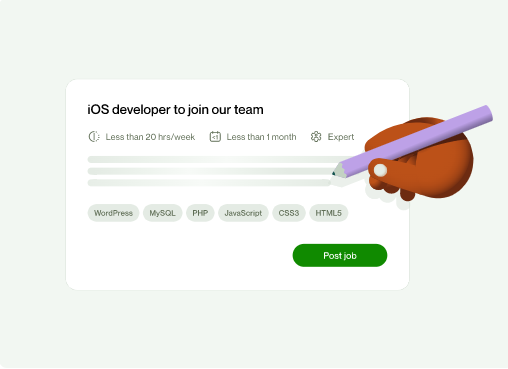 iOS developer to join our team
Less than 20 hrs/week Less than 1 month Expert
WordPress MySQL PHP JavaScript CSS3 HTML5
Post job